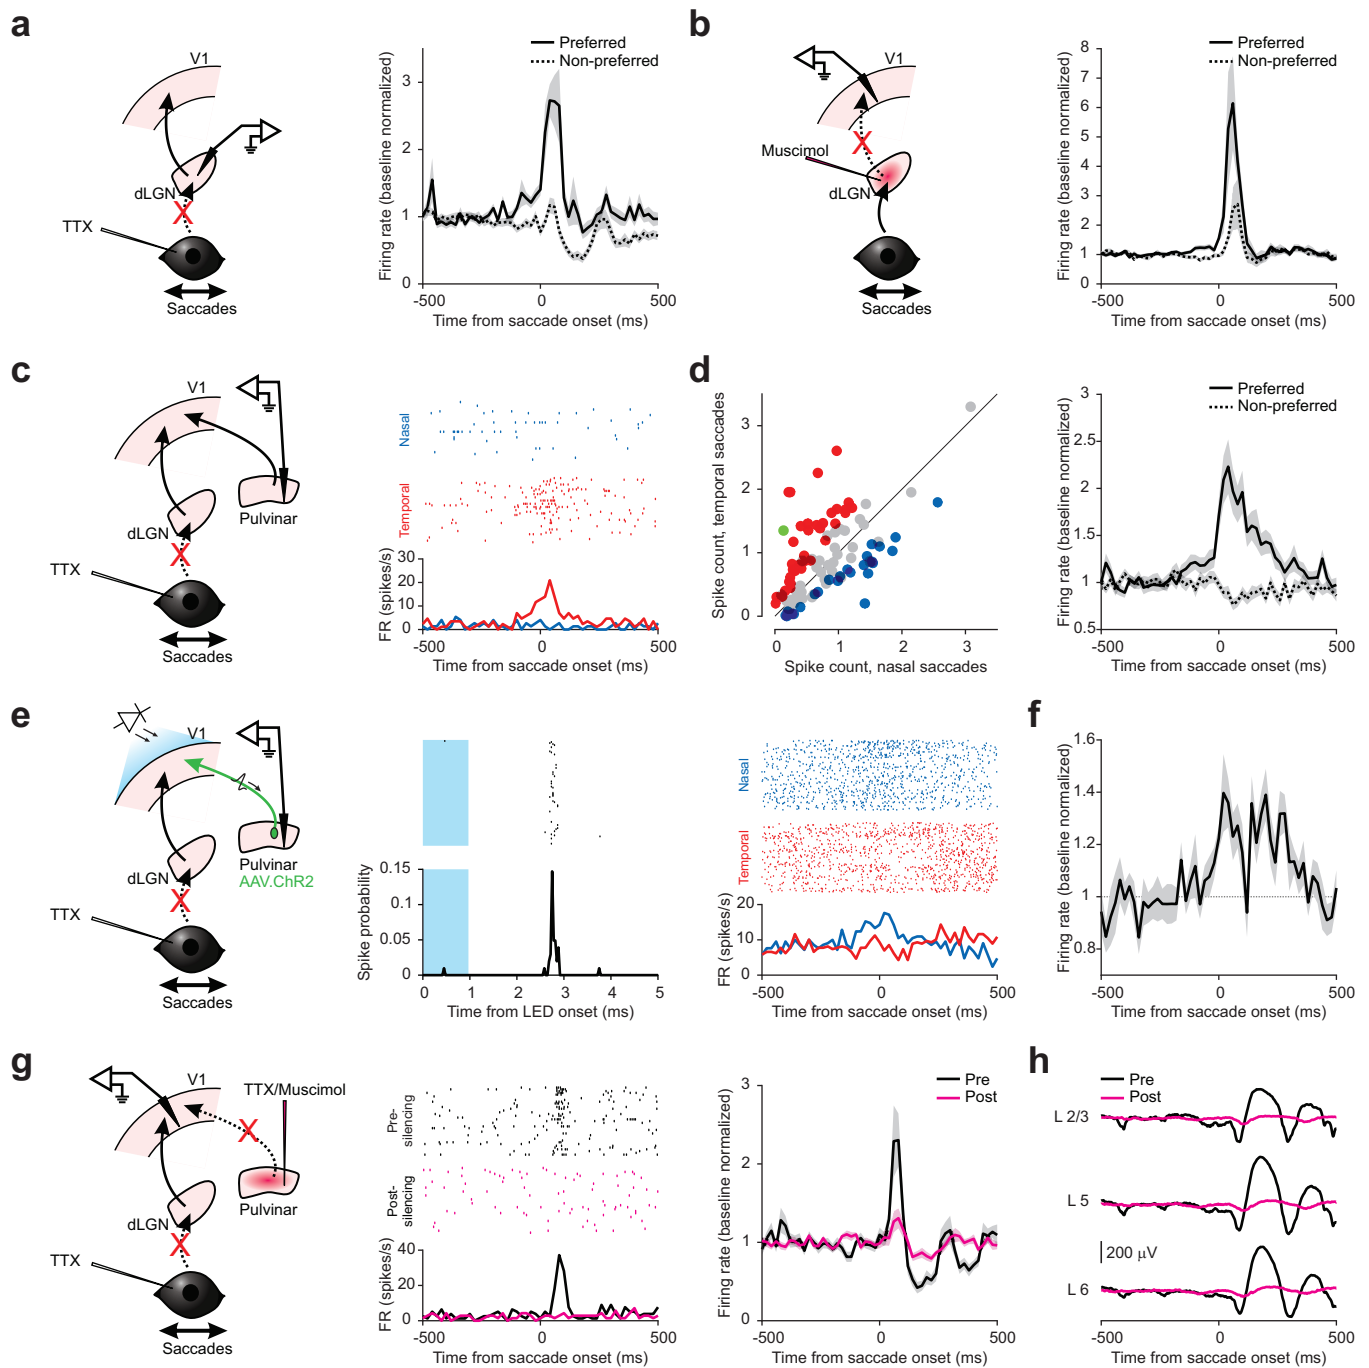 a
V1
dLGN
TTX
Saccades
Preferred
Non-preferred
Firing rate (baseline normalized)
3
2
1
0
-500
0
500
Time from saccade onset (ms)
b
V1
Muscimol
dLGN
Saccades
Preferred
Non-preferred
Firing rate (baseline normalized)
8
7
6
5
4
3
2
1
0
-500
0
500
Time from saccade onset (ms)
c
V1
Pulvinar
dLGN
TTX
Saccades
Nasal
Temporal
FR (spikes/s)
30
20
10
0
-500
0
500
Time from saccade onset (ms)
d
Spike count, temporal saccades
3
2
1
0
0
1
2
3
Spike count, nasal saccades
Preferred
Non-preferred
Firing rate (baseline normalized)
3
2.5
2
1.5
1
0.5
-500
0
500
Time from saccade onset (ms)
e
V1
Pulvinar
AAV.ChR2
dLGN
TTX
Saccades
Spike probability
0.15
0.1
0.05
0
0
1
2
3
4
5
Time from LED onset (ms)
Nasal
Temporal
FR (spikes/s)
20
10
0
-500
0
500
Time from saccade onset (ms)
f
Firing rate (baseline normalized)
1.6
1.4
1.2
1
0.8
-500
0
500
Time from saccade onset (ms)
g
V1
TTX/Muscimol
Pulvinar
dLGN
TTX
Saccades
Pre-
silencing
Post-
silencing
FR (spikes/s)
40
20
0
-500
0
500
Time from saccade onset (ms)
Pre
Post
Firing rate (baseline normalized)
3
2
1
0
-500
0
500
Time from saccade onset (ms)
h
Pre
Post
L 2/3
L 5
200 μV
L 6
-500
0
500
Time from saccade onset (ms)